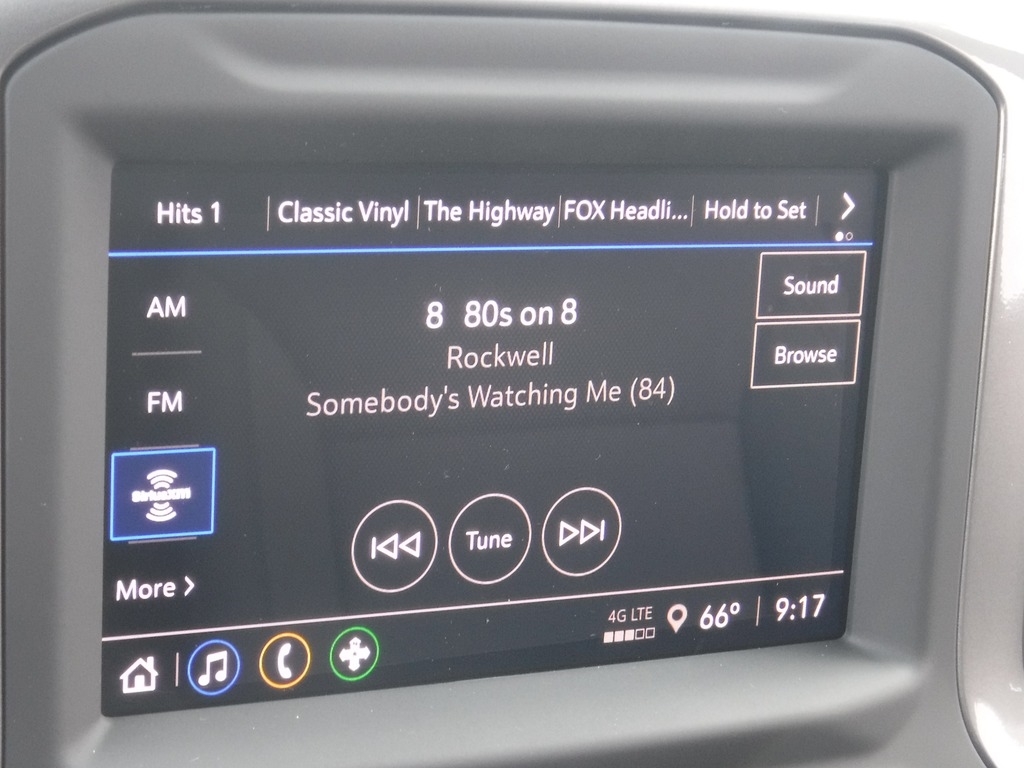 Hits 1 Classic Vinyl The Highway FOX Headli... Hold to Set >
AM
FM
SiriusXM
More >
8 80s on 8
Rockwell
Somebody's Watching Me (84)
Sound
Browse
Tune
4G LTE 66° 9:17